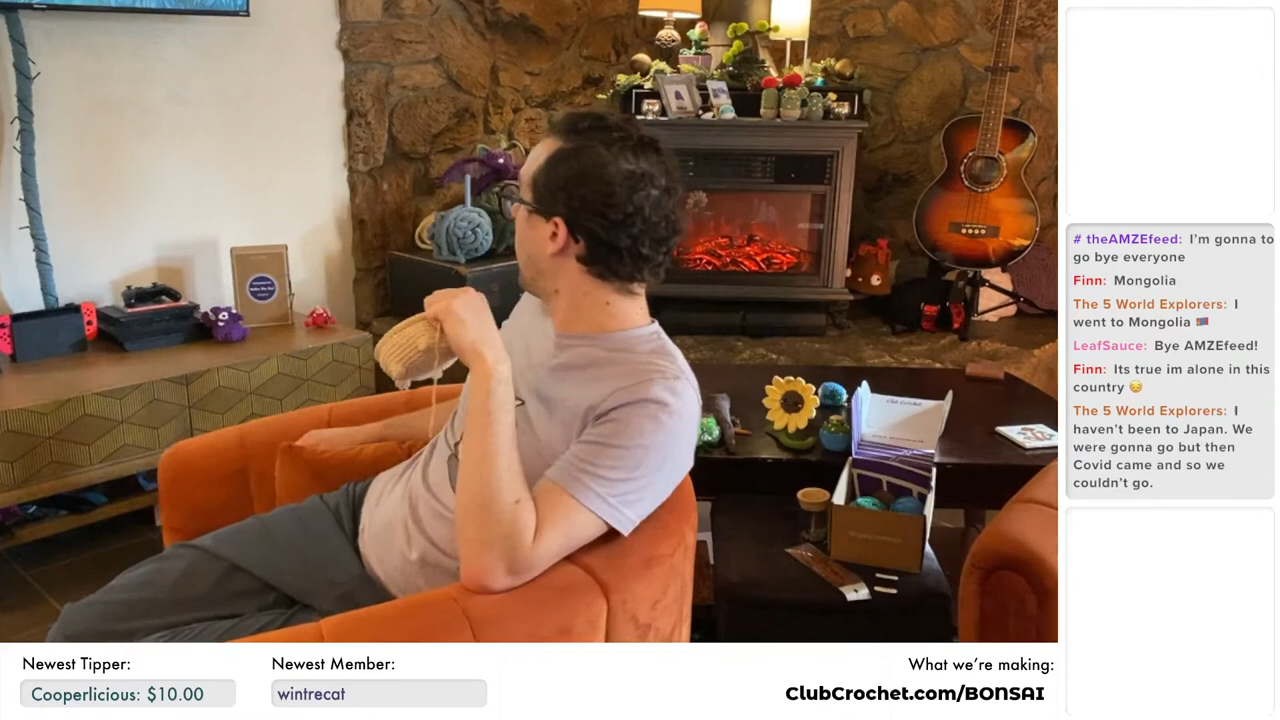 # theAMZEfeed: I'm gonna to
go bye everyone
Finn: Mongolia
The 5 World Explorers: I
went to Mongolia 🇲🇳
LeafSauce: Bye AMZEfeed!
Finn: Its true im alone in this
country 😔
The 5 World Explorers: I
haven't been to Japan. We
were gonna go but then
Covid came and so we
couldn't go.
Club Crochet
Newest Tipper:
Cooperlicious: $10.00
Newest Member:
wintrecat
What we're making:
ClubCrochet.com/BONSAI